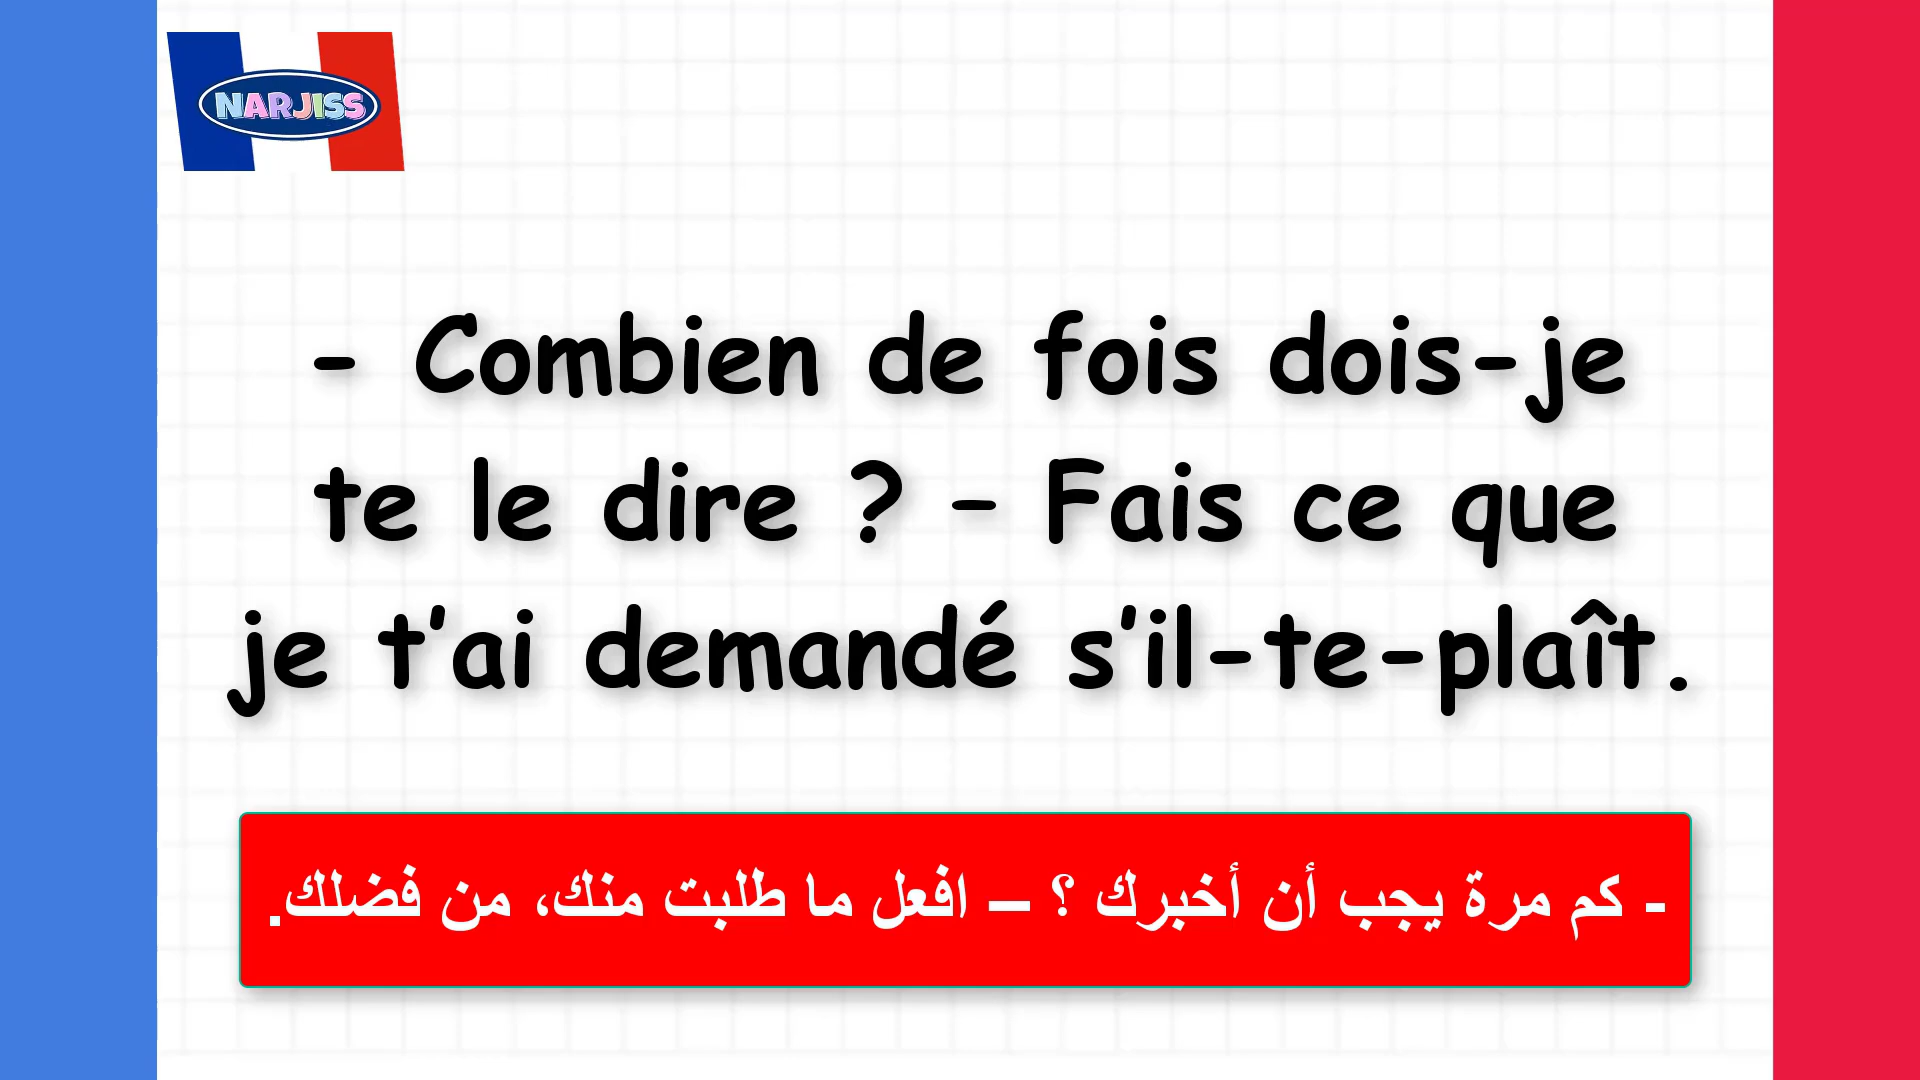 NARJISS
- Combien de fois dois-je
te le dire ? – Fais ce que
je t’ai demandé s’il-te-plaît.
- كم مرة يجب أن أخبرك ؟ – افعل ما طلبت منك، من فضلك.